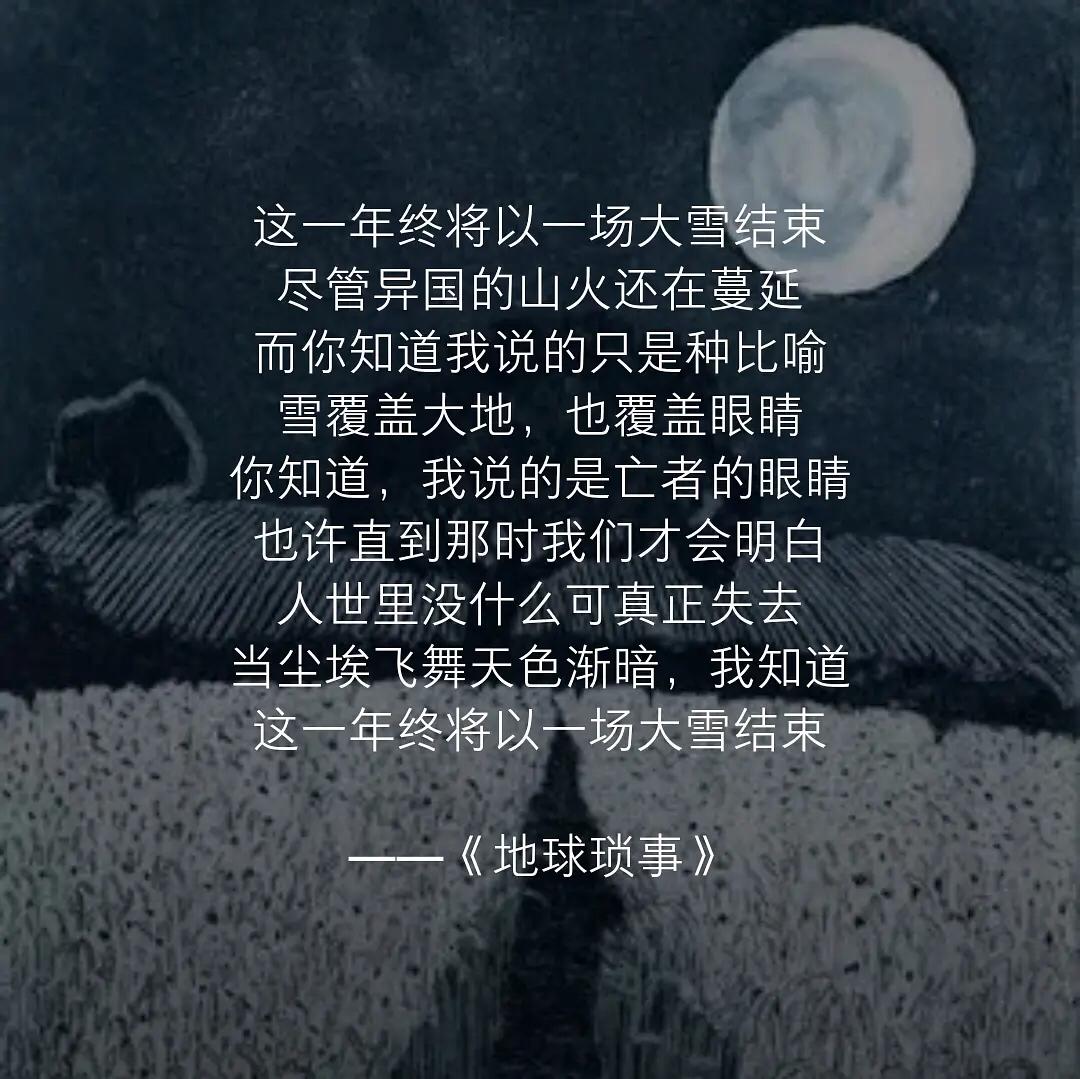 这一年终将以一场大雪结束
尽管异国的山火还在蔓延
而你知道我说的只是种比喻
雪覆盖大地，也覆盖眼睛
你知道，我说的是亡者的眼睛
也许直到那时我们才会明白
人世里没什么可真正失去
当尘埃飞舞天色渐暗，我知道
这一年终将以一场大雪结束
——《地球琐事》